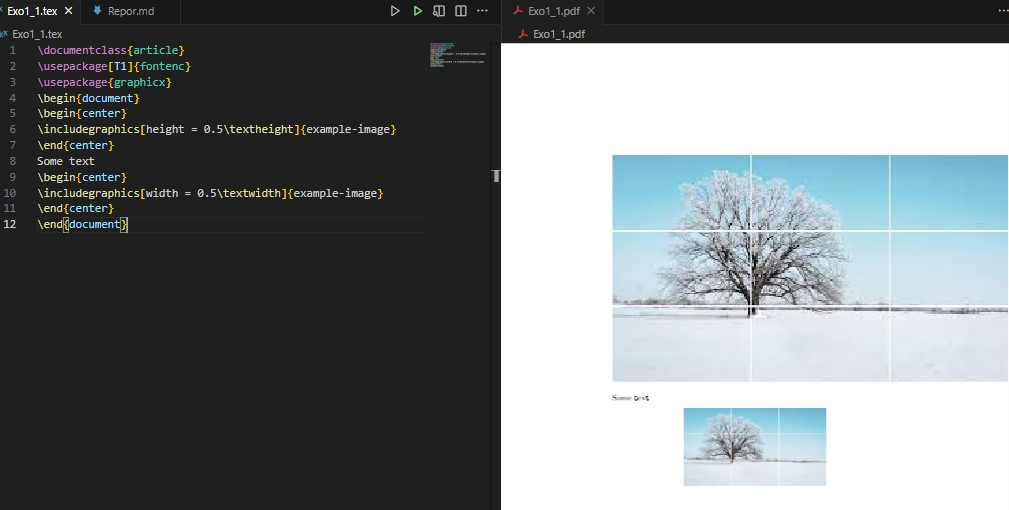 Exo1_1.tex
Repor.md
Exo1_1.pdf
Exo1_1.tex
Exo1_1.pdf
1 \documentclass{article}
2 \usepackage[T1]{fontenc}
3 \usepackage{graphicx}
4 \begin{document}
5 \begin{center}
6 \includegraphics[height = 0.5\textheight]{example-image}
7 \end{center}
8 Some text
9 \begin{center}
10 \includegraphics[width = 0.5\textwidth]{example-image}
11 \end{center}
12 \end{document}
Some text